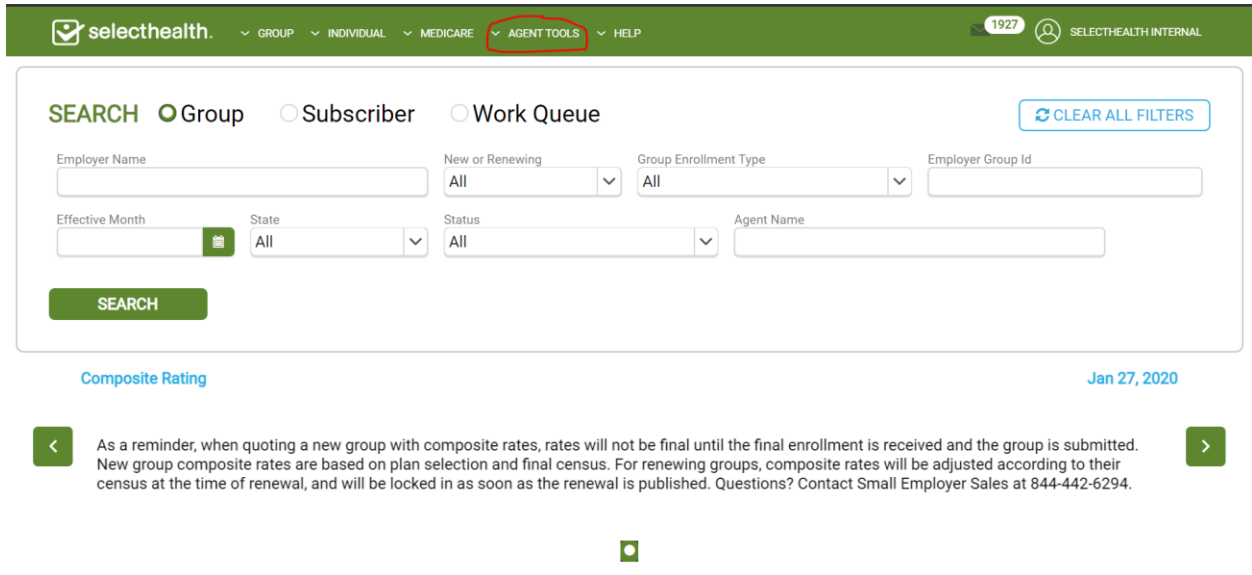 selecthealth. GROUP INDIVIDUAL MEDICARE AGENT TOOLS HELP 1927 SELECTHEALTH INTERNAL
SEARCH Group Subscriber Work Queue CLEAR ALL FILTERS
Employer Name New or Renewing Group Enrollment Type Employer Group Id
All All
Effective Month State Status Agent Name
All All
SEARCH
Composite Rating Jan 27, 2020
As a reminder, when quoting a new group with composite rates, rates will not be final until the final enrollment is received and the group is submitted.
New group composite rates are based on plan selection and final census. For renewing groups, composite rates will be adjusted according to their
census at the time of renewal, and will be locked in as soon as the renewal is published. Questions? Contact Small Employer Sales at 844-442-6294.